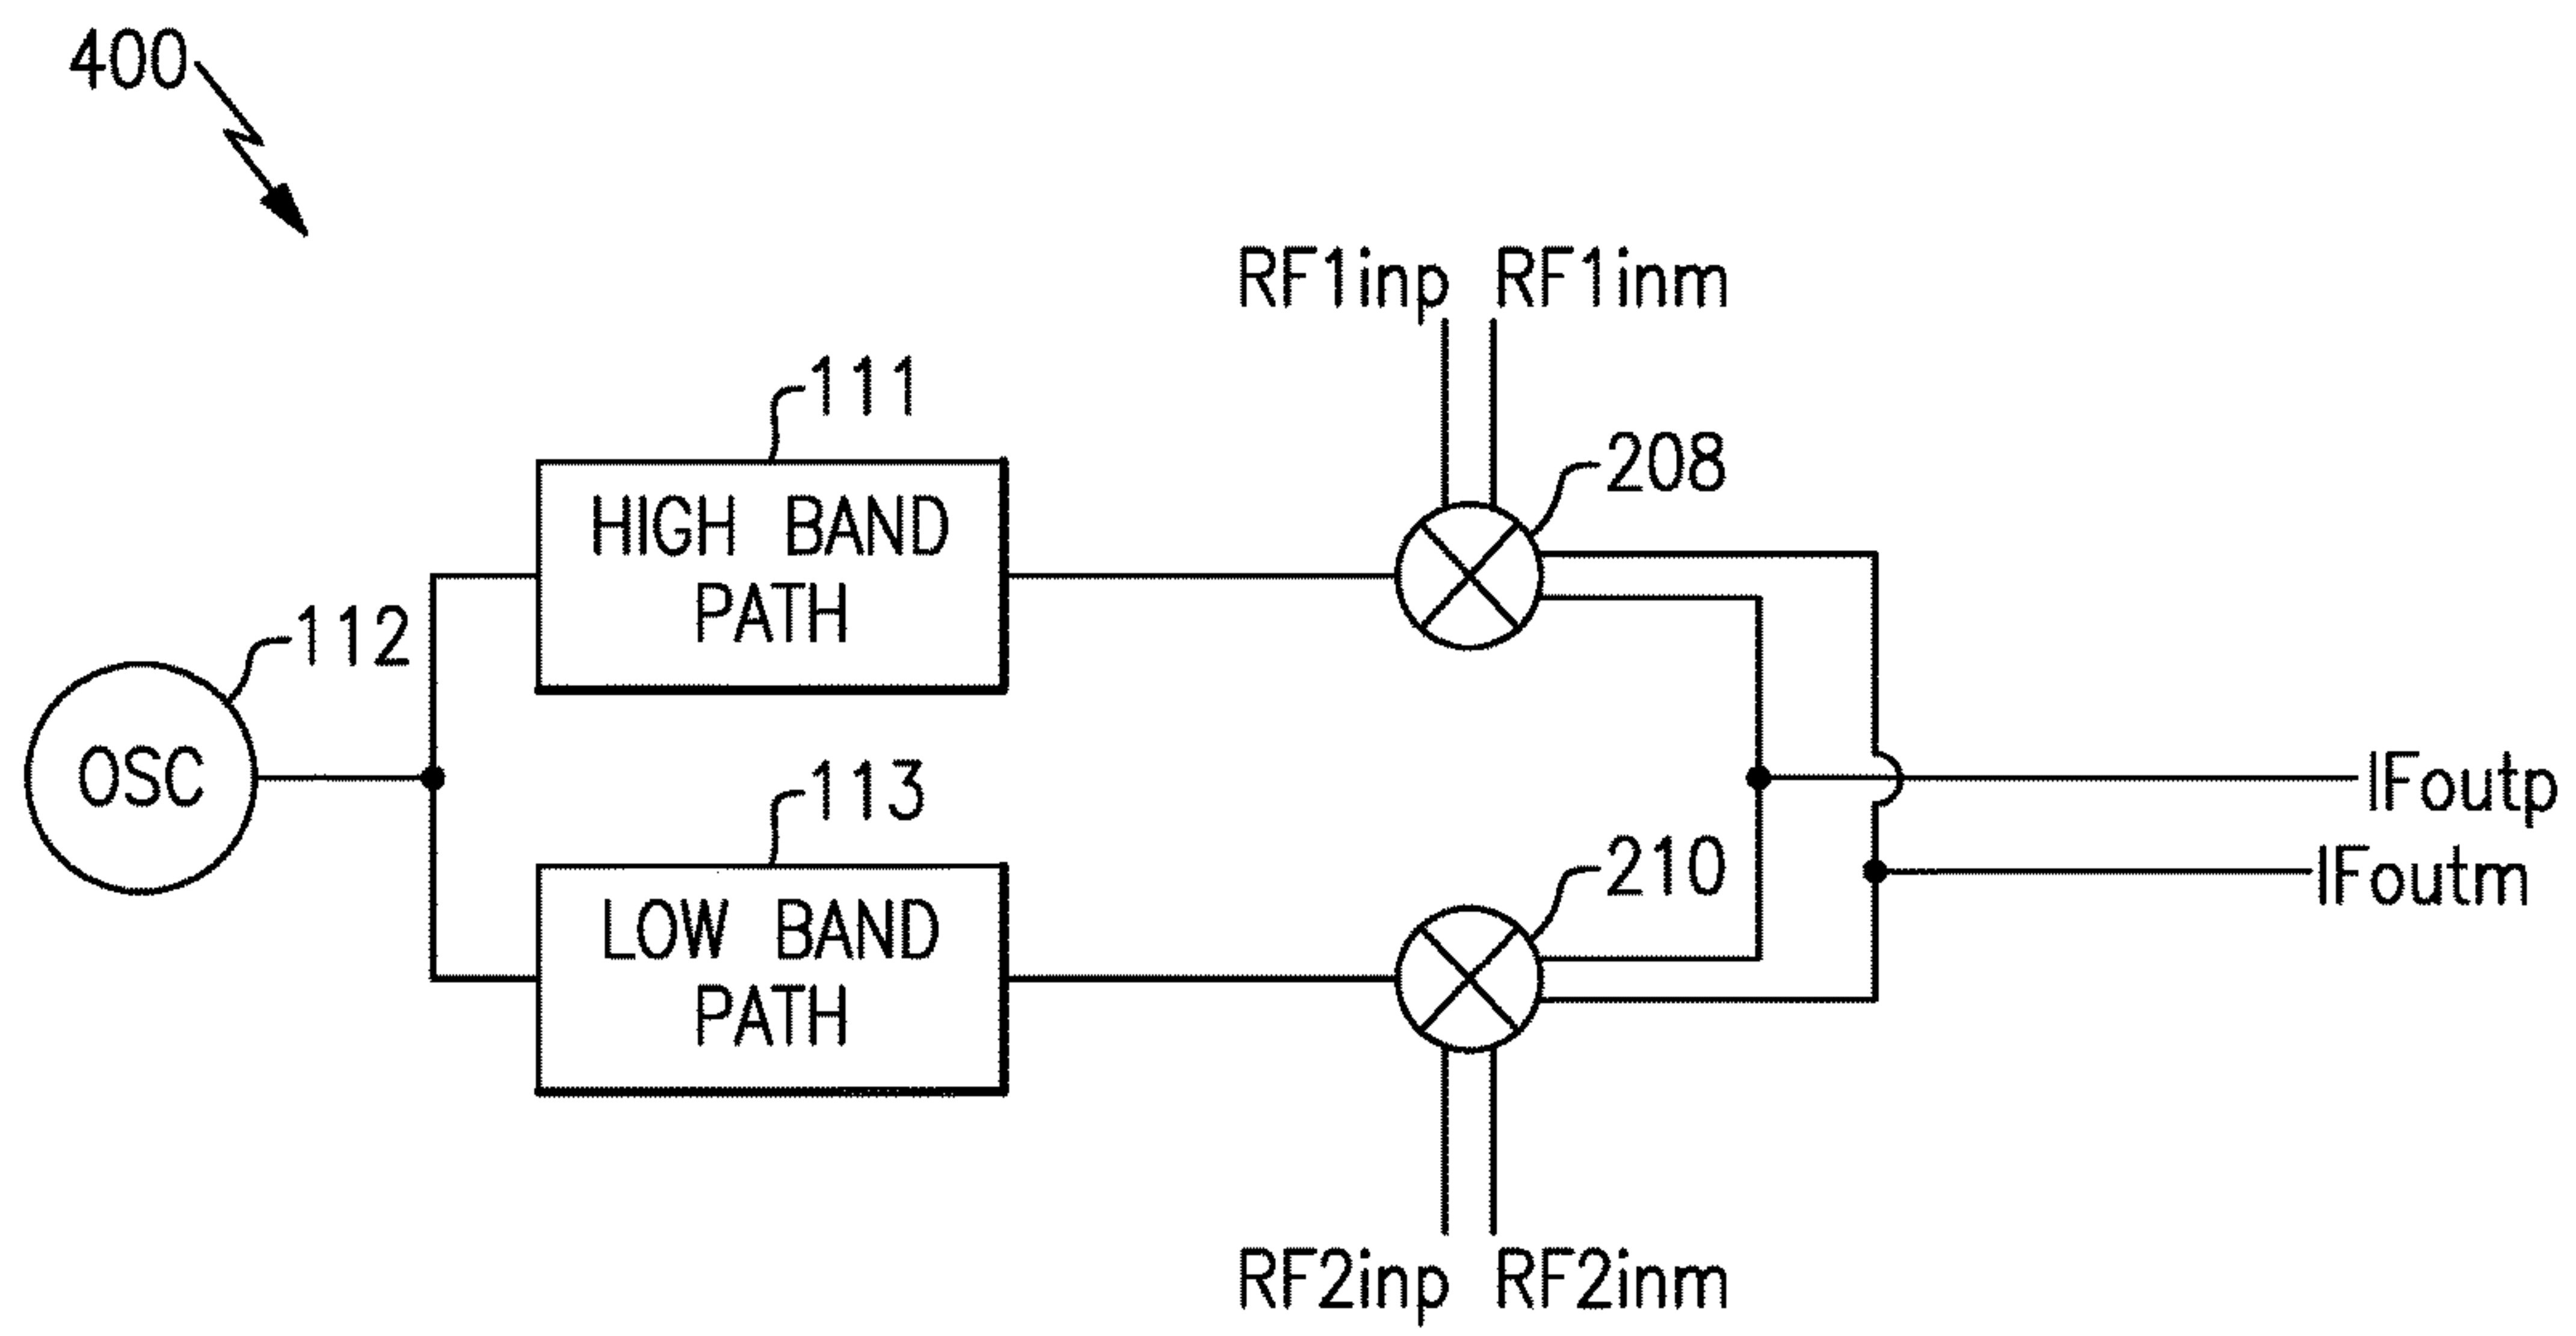 400
RF1inp RF1inm
111
208
HIGH BAND
PATH
112
OSC
113
IFoutp
210
IFoutm
LOW BAND
PATH
RF2inp RF2inm